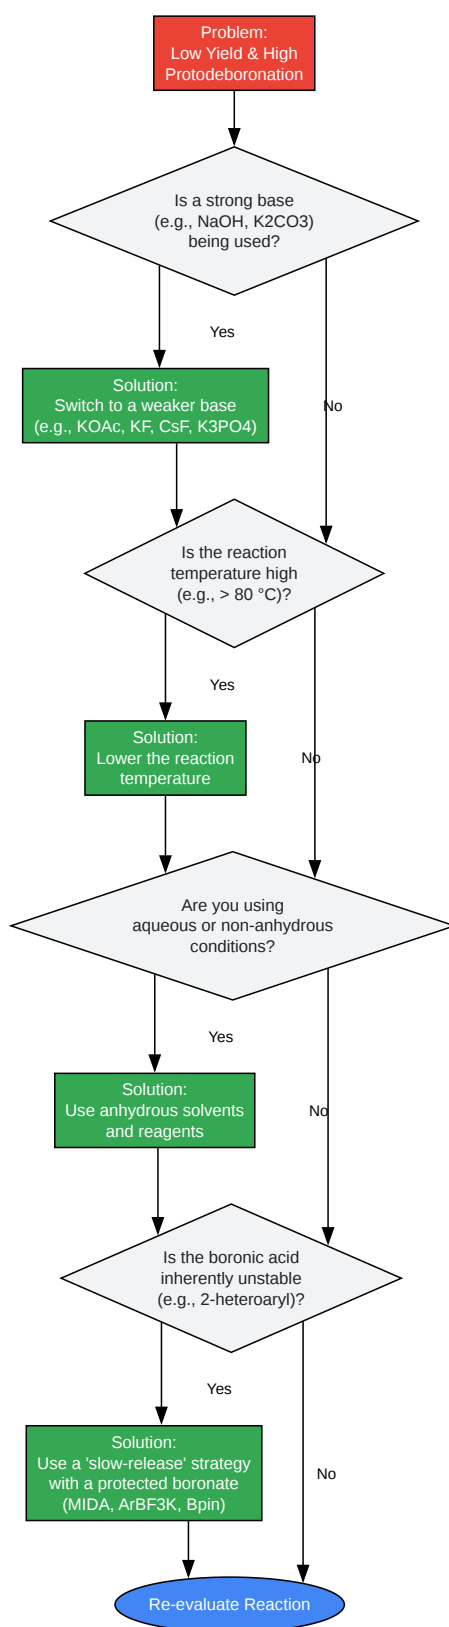 Problem:
Low Yield & High
Protodeboronation
Is a strong base
(e.g., NaOH, K2CO3)
being used?
Yes
Solution:
Switch to a weaker base
(e.g., KOAc, KF, CsF, K3PO4)
No
Is the reaction
temperature high
(e.g., > 80 °C)?
Yes
Solution:
Lower the reaction
temperature
No
Are you using
aqueous or non-anhydrous
conditions?
Yes
Solution:
Use anhydrous solvents
and reagents
No
Is the boronic acid
inherently unstable
(e.g., 2-heteroaryl)?
Yes
Solution:
Use a 'slow-release' strategy
with a protected boronate
(MIDA, ArBF3K, Bpin)
No
Re-evaluate Reaction